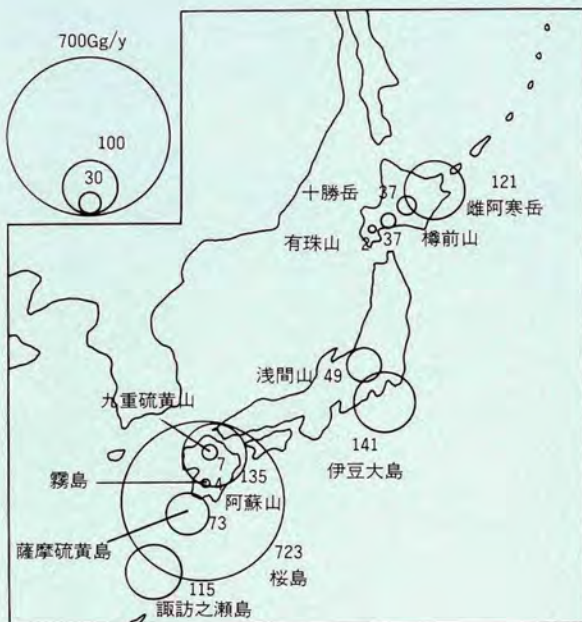 700Gg/y
100
30
十勝岳 37
121
雌阿寒岳
有珠山 2 37 樽前山
浅間山 49
141
伊豆大島
九重硫黄山
7
135
霧島 4 阿蘇山
73
薩摩硫黄島
723
桜島
115
諏訪之瀬島